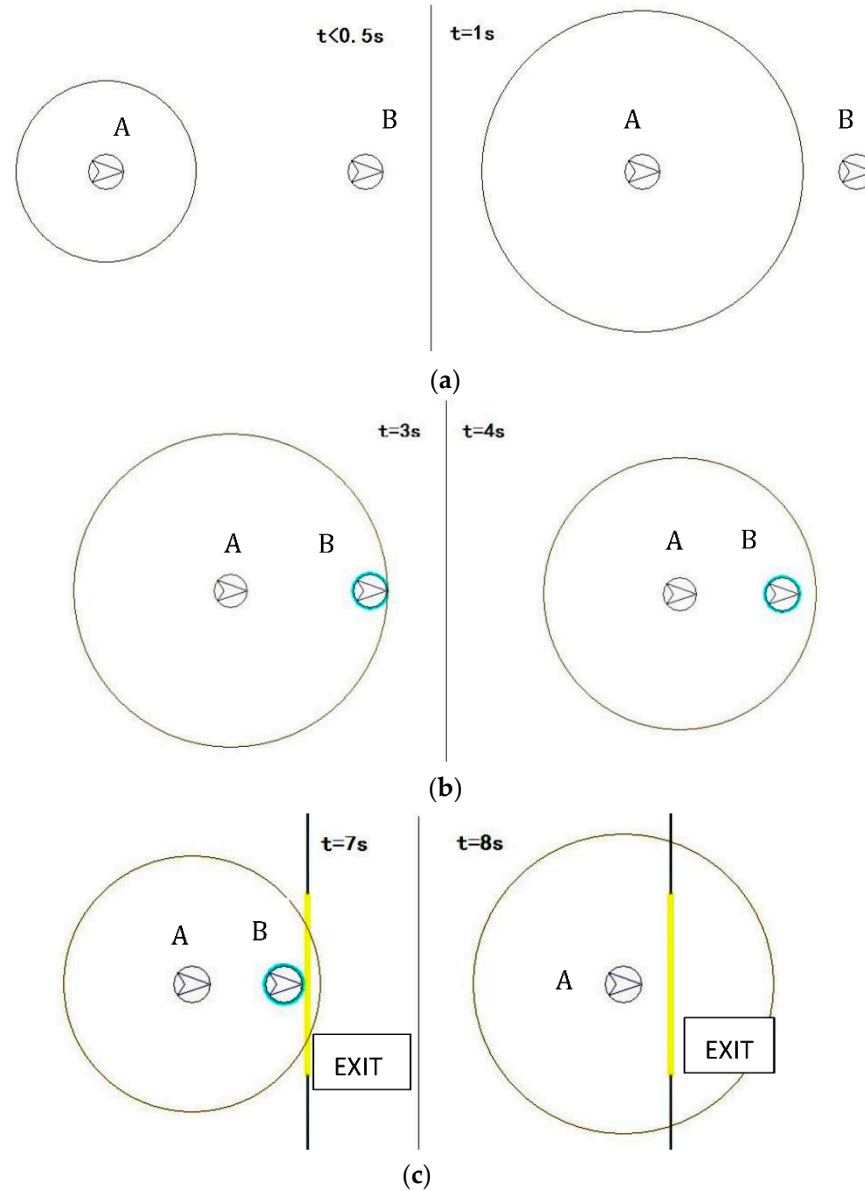 t<0.5s
t=1s
A
B
A
B
(a)
t=3s
t=4s
A
B
A
B
(b)
t=7s
t=8s
A
B
A
EXIT
EXIT
(c)